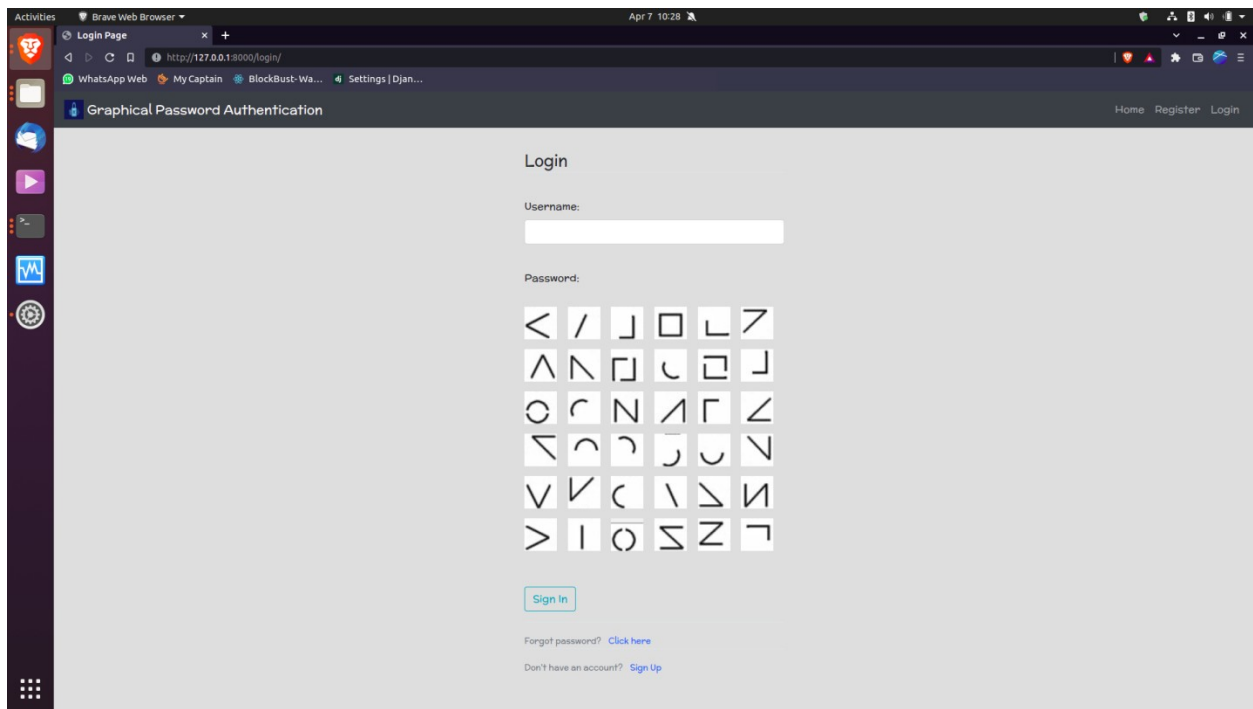 Activities Brave Web Browser Apr 7 10:28
Login Page
http://127.0.0.1:8000/login/
WhatsApp Web My Captain BlockBust-Wa... dj Settings | Djan...
Graphical Password Authentication Home Register Login
Login
Username:
Password:
Sign In
Forgot password? Click here
Don't have an account? Sign Up